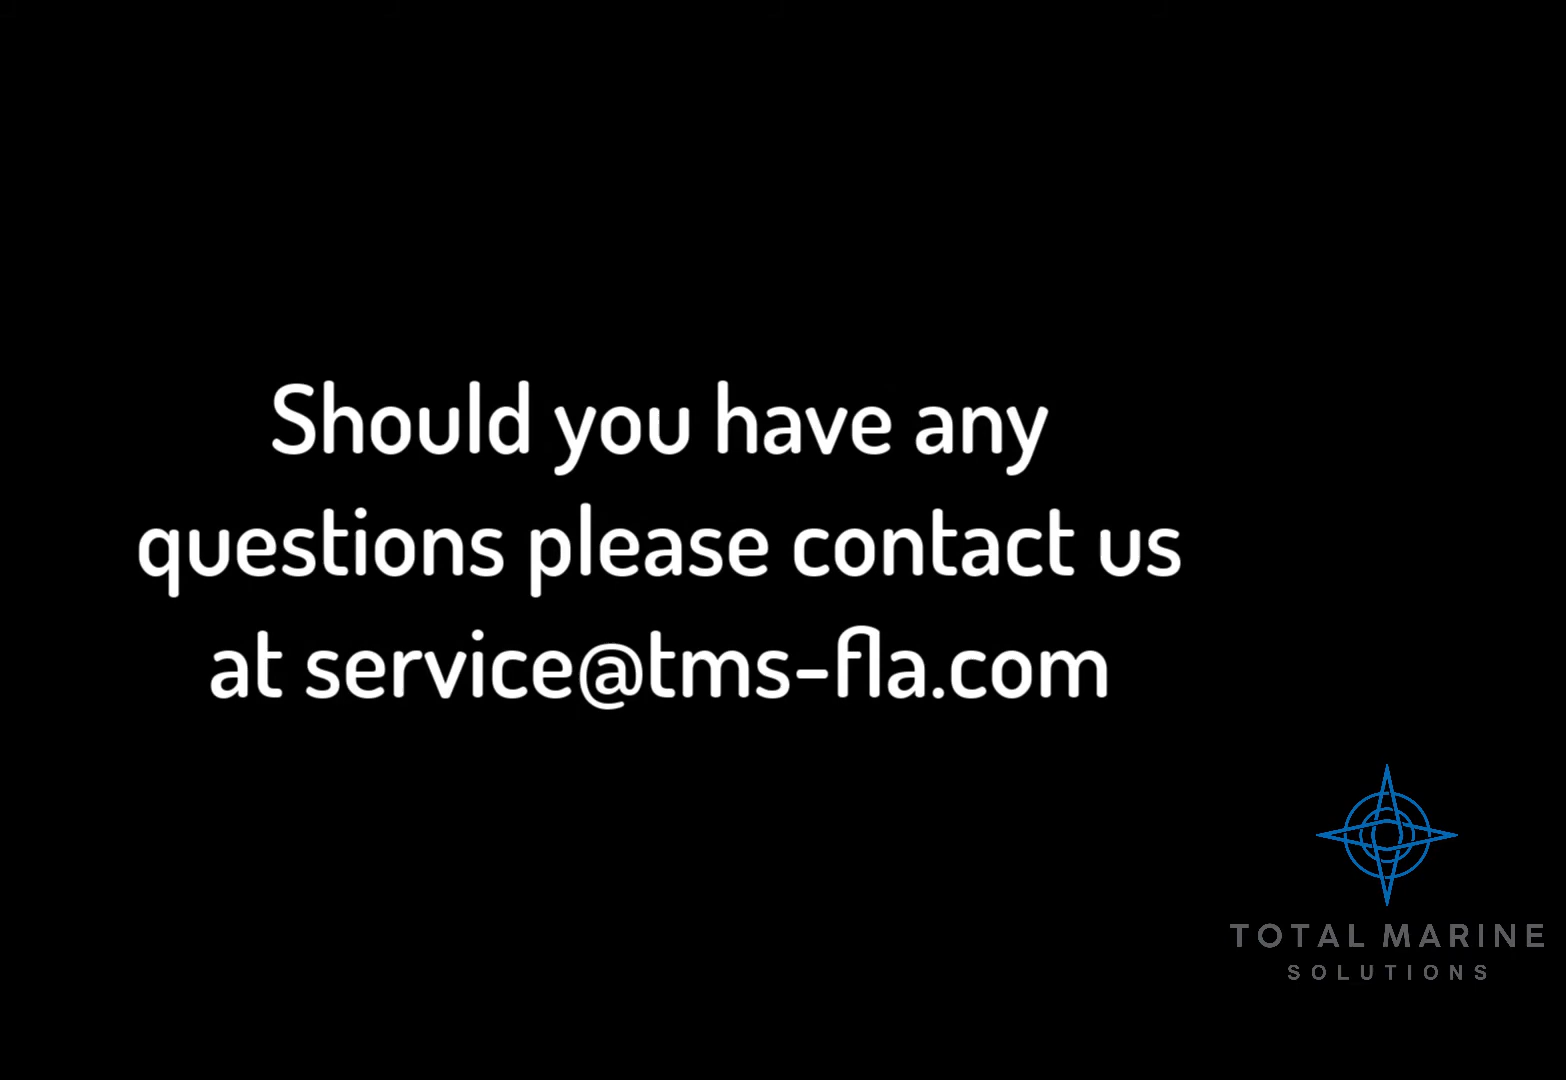 Should you have any
questions please contact us
at service@tms-fla.com
TOTAL MARINE
SOLUTIONS